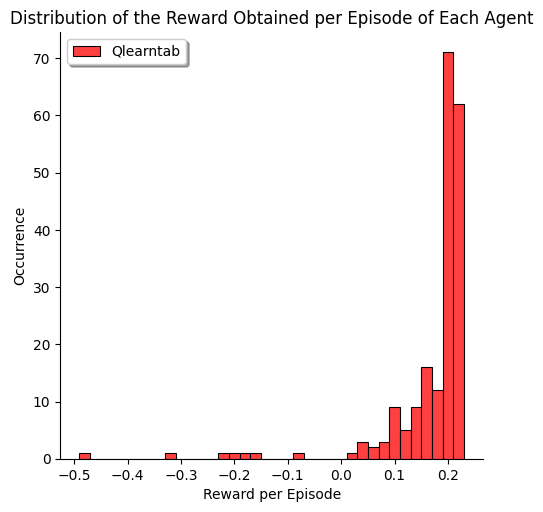 Distribution of the Reward Obtained per Episode of Each Agent
Qlearntab
70
60
50
40
30
20
10
0
Occurrence
−0.5 −0.4 −0.3 −0.2 −0.1 0.0 0.1 0.2
Reward per Episode